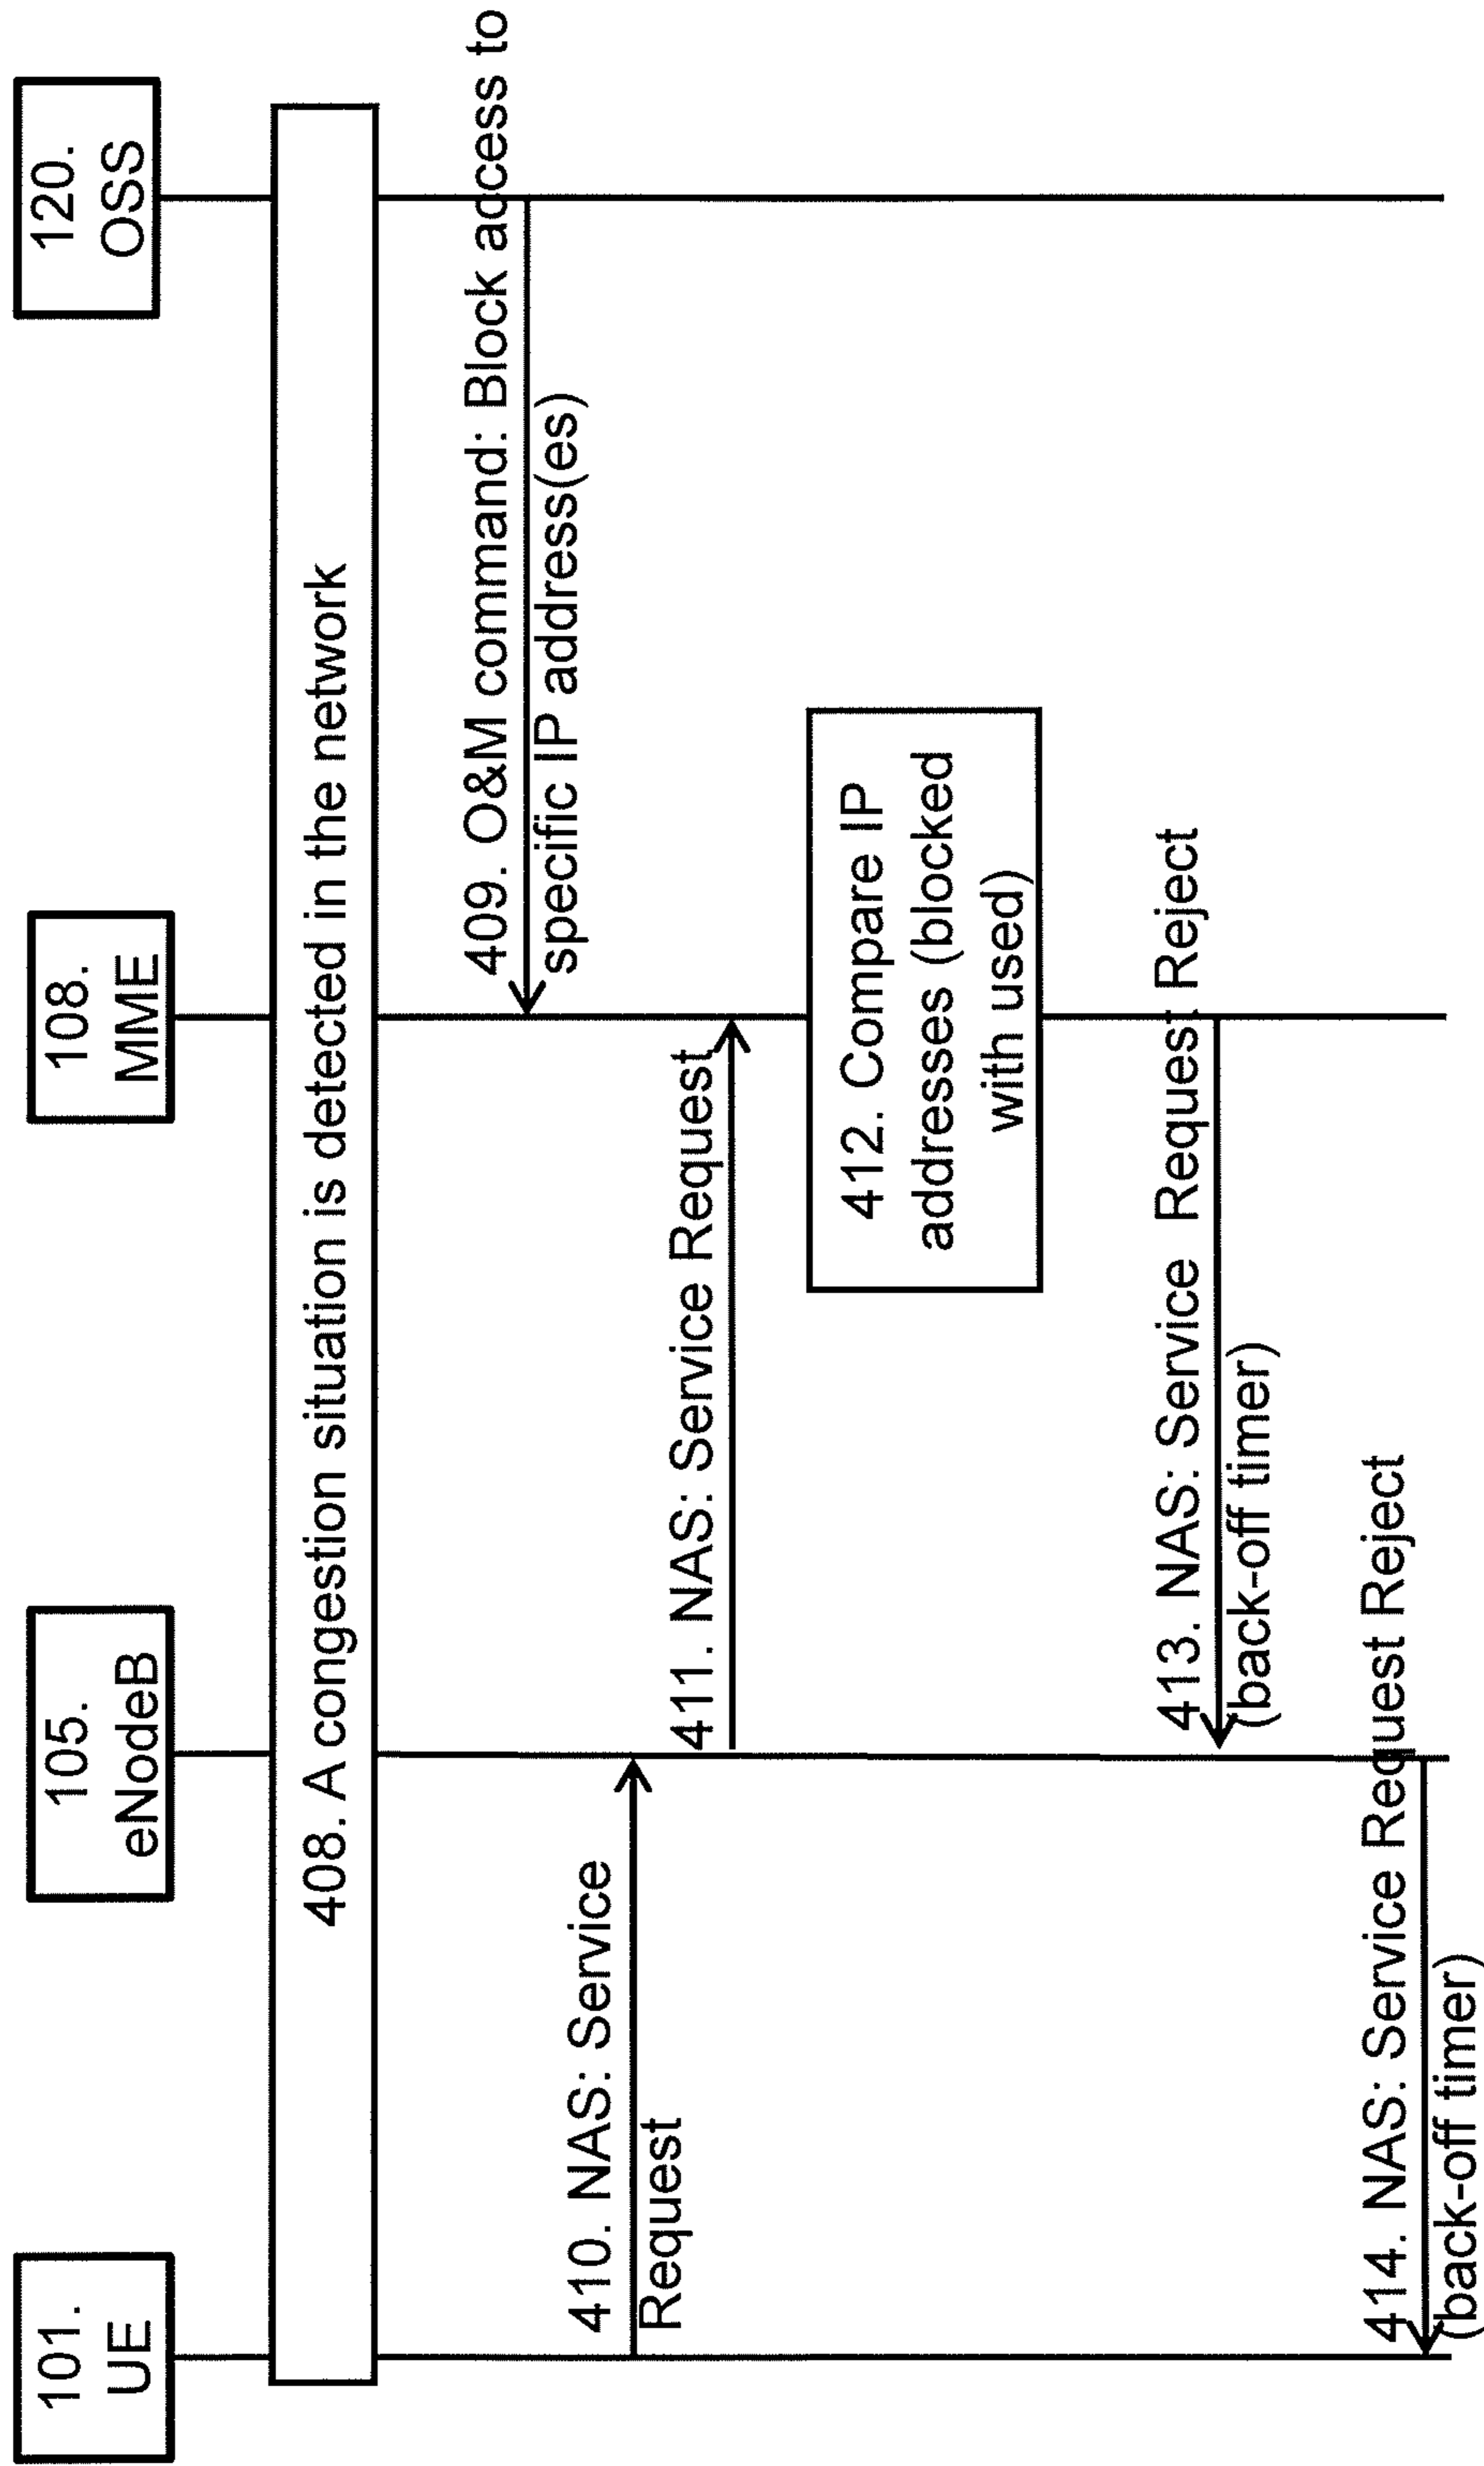 101.
UE
105.
eNodeB
108.
MME
120.
OSS
408. A congestion situation is detected in the network
409. O&M command: Block access to
specific IP address(es)
410. NAS: Service
Request
411. NAS: Service Request
412. Compare IP
addresses (blocked
with used)
413. NAS: Service Request Reject
(back-off timer)
414. NAS: Service Request Reject
(back-off timer)